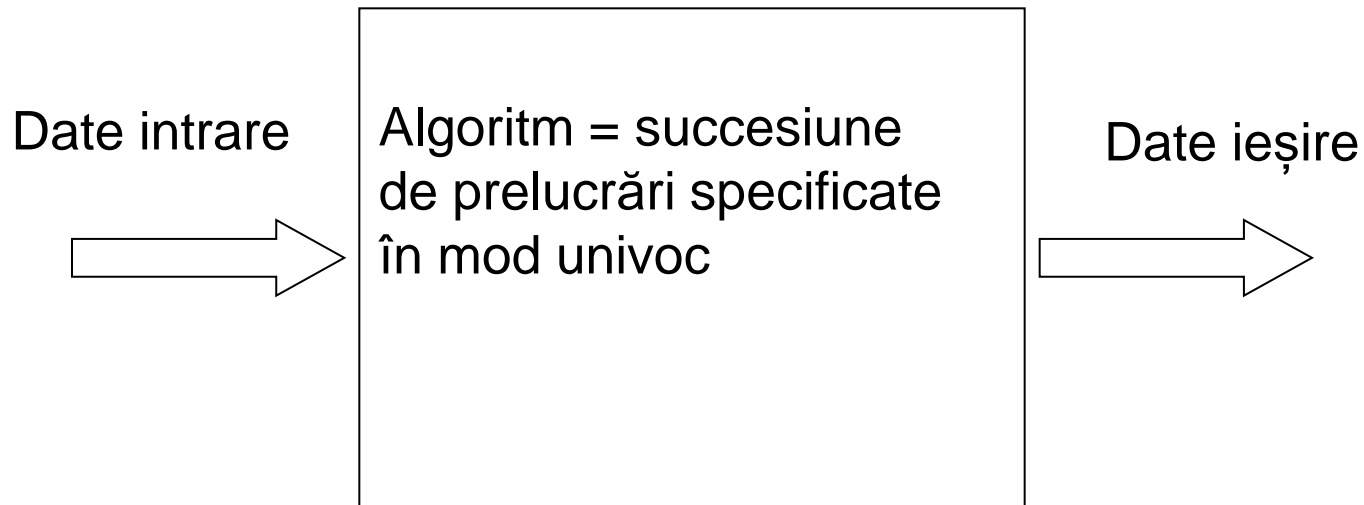 Date intrare
Algoritm = succesiune
de prelucrări specificate
în mod univoc
Date ieșire